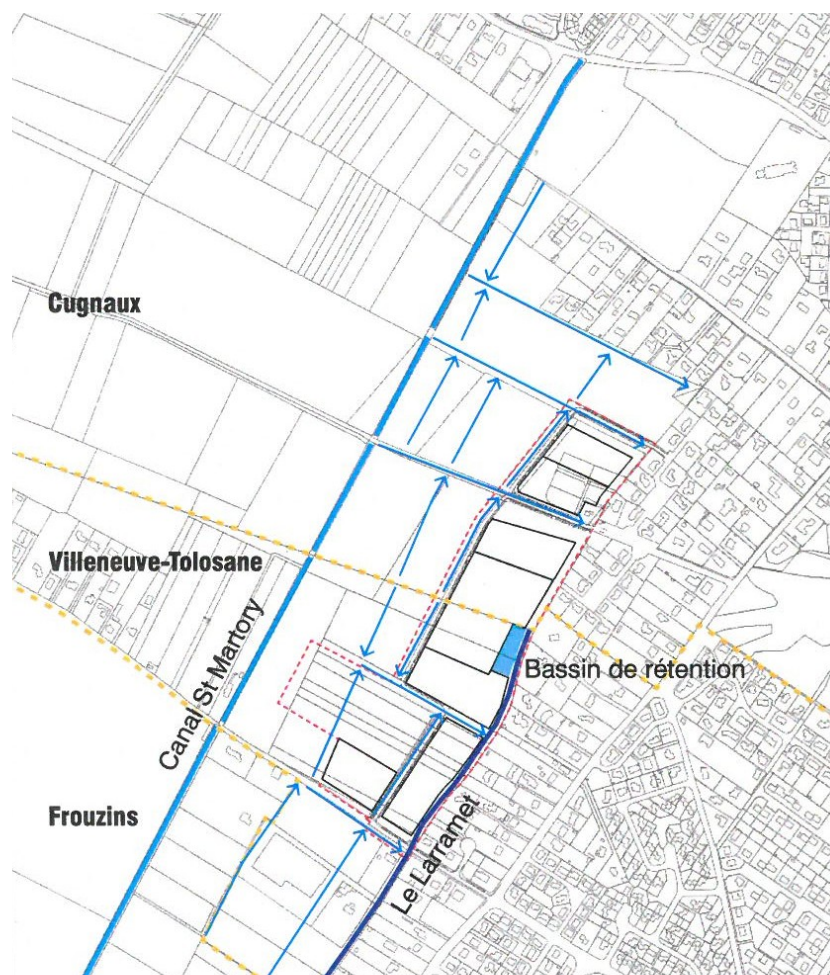 Cugnaux
Villeneuve-Tolosane
Canal St Martory
Bassin de rétention
Frouzins
Le Larramet